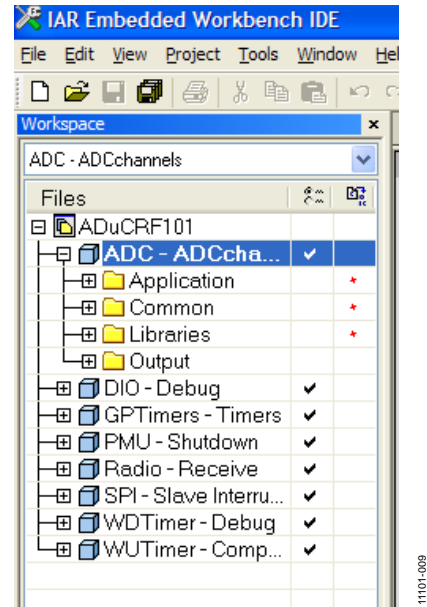 IAR Embedded Workbench IDE
File Edit View Project Tools Window Hel
Workspace
ADC - ADCchannels
Files
ADuCRF101
ADC - ADCcha...
Application
Common
Libraries
Output
DIO - Debug
GPTimers - Timers
PMU - Shutdown
Radio - Receive
SPI - Slave Interru...
WDTimer - Debug
WUTimer - Comp...
11101-009